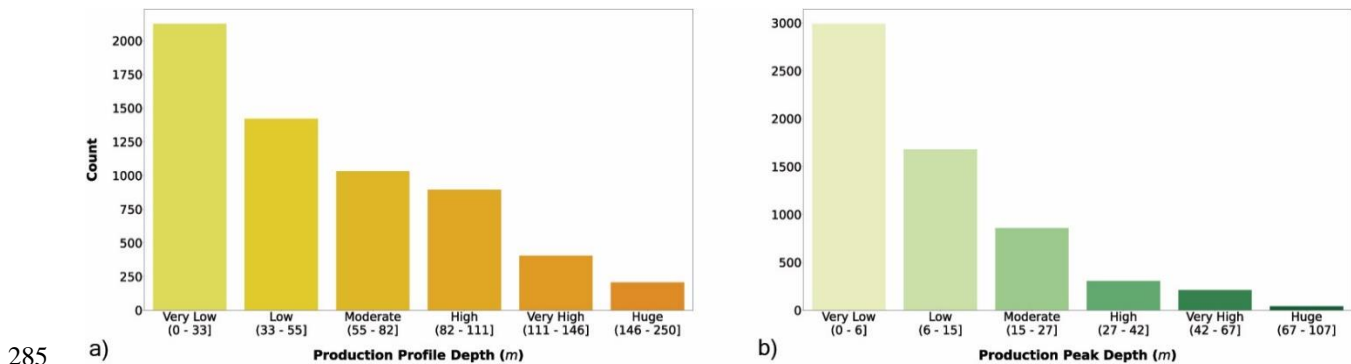 2000
1750
1500
1250
1000
750
500
250
0
Count
Very Low Low Moderate High Very High Huge
(0 - 33] (33 - 55] (55 - 82] (82 - 111] (111 - 146] (146 - 250]
Production Profile Depth (m)
285 a)
3000
2500
2000
1500
1000
500
0
Very Low Low Moderate High Very High Huge
(0 - 6] (6 - 15] (15 - 27] (27 - 42] (42 - 67] (67 - 107]
b) Production Peak Depth (m)